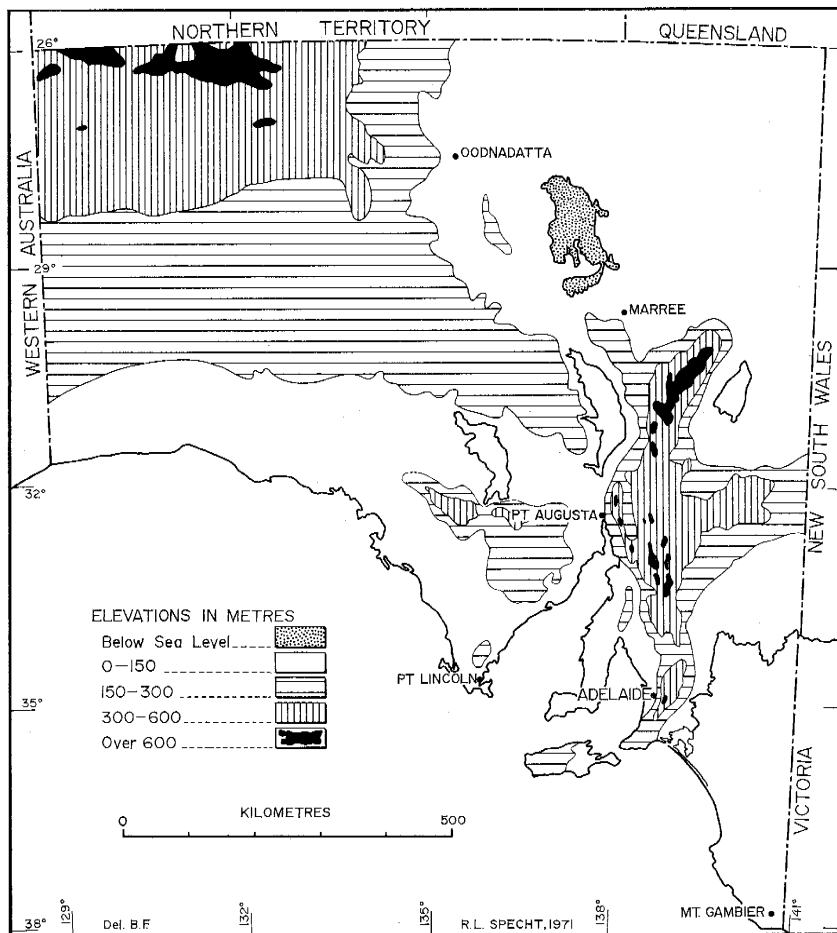 NORTHERN TERRITORY
QUEENSLAND
26°
OODNADATTA
WESTERN AUSTRALIA
29°
MARREE
NEW SOUTH WALES
32°
PT AUGUSTA
ELEVATIONS IN METRES
Below Sea Level
0-150
150-300
300-600
Over 600
PT LINCOLN
ADELAIDE
35°
KILOMETRES
0 500
VICTORIA
MT. GAMBIER
38°
129°
132°
135°
138°
141°
Del. B.F.
R.L. SPECHT, 1971